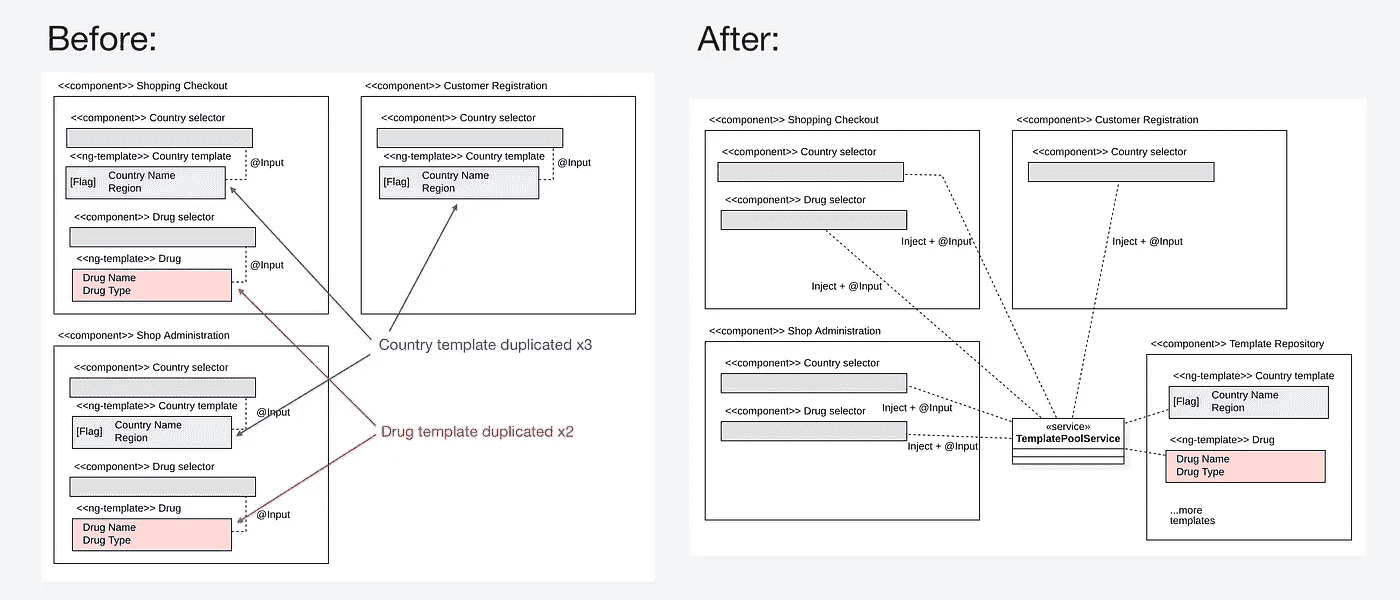 Before:
<<component>> Shopping Checkout
<<component>> Country selector
<<ng-template>> Country template
@Input
[Flag]
Country Name
Region
<<component>> Drug selector
<<ng-template>> Drug
@Input
Drug Name
Drug Type
<<component>> Customer Registration
<<component>> Country selector
<<ng-template>> Country template
@Input
[Flag]
Country Name
Region
<<component>> Shop Administration
<<component>> Country selector
<<ng-template>> Country template
@Input
[Flag]
Country Name
Region
<<component>> Drug selector
<<ng-template>> Drug
@Input
Drug Name
Drug Type
Country template duplicated x3
Drug template duplicated x2
After:
<<component>> Shopping Checkout
<<component>> Country selector
<<component>> Drug selector
Inject + @Input
Inject + @Input
<<component>> Customer Registration
<<component>> Country selector
Inject + @Input
<<component>> Shop Administration
<<component>> Country selector
Inject + @Input
<<component>> Drug selector
Inject + @Input
«service»
TemplatePoolService
<<component>> Template Repository
<<ng-template>> Country template
[Flag]
Country Name
Region
<<ng-template>> Drug
Drug Name
Drug Type
...more
templates